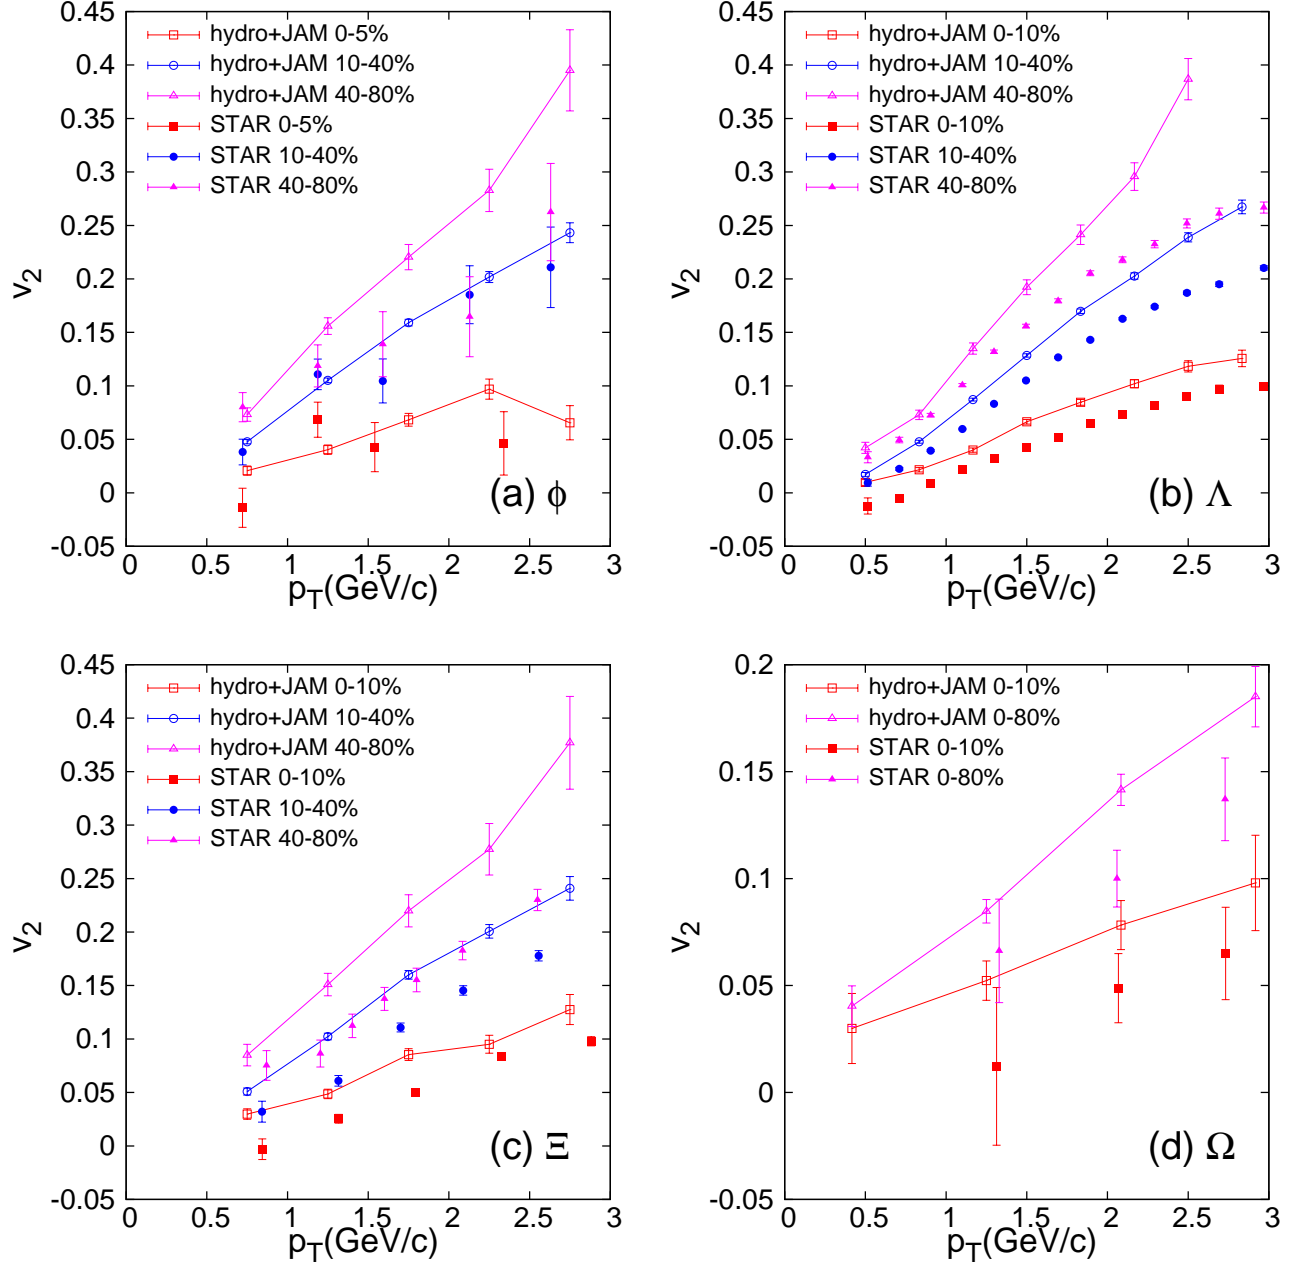 hydro+JAM 0-5%
hydro+JAM 10-40%
hydro+JAM 40-80%
STAR 0-5%
STAR 10-40%
STAR 40-80%
0.45
0.4
0.35
0.3
0.25
0.2
0.15
0.1
0.05
0
-0.05
v2
(a) ϕ
0 0.5 1 1.5 2 2.5 3
pT(GeV/c)
hydro+JAM 0-10%
hydro+JAM 10-40%
hydro+JAM 40-80%
STAR 0-10%
STAR 10-40%
STAR 40-80%
0.45
0.4
0.35
0.3
0.25
0.2
0.15
0.1
0.05
0
-0.05
v2
(b) Λ
0 0.5 1 1.5 2 2.5 3
pT(GeV/c)
hydro+JAM 0-10%
hydro+JAM 10-40%
hydro+JAM 40-80%
STAR 0-10%
STAR 10-40%
STAR 40-80%
0.45
0.4
0.35
0.3
0.25
0.2
0.15
0.1
0.05
0
-0.05
v2
(c) Ξ
0 0.5 1 1.5 2 2.5 3
pT(GeV/c)
hydro+JAM 0-10%
hydro+JAM 0-80%
STAR 0-10%
STAR 0-80%
0.2
0.15
0.1
0.05
0
-0.05
v2
(d) Ω
0 0.5 1 1.5 2 2.5 3
pT(GeV/c)